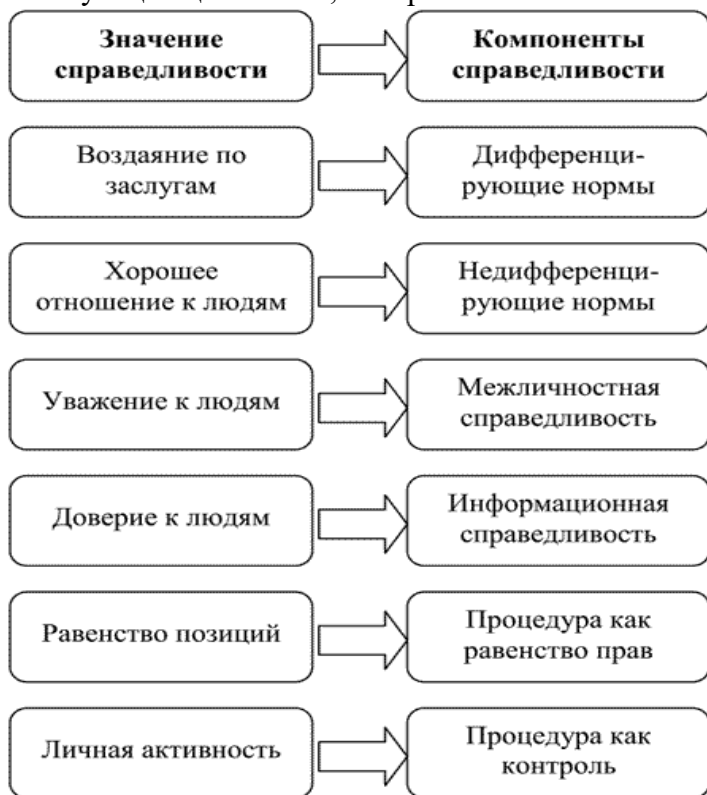 Значение
справедливости
Компоненты
справедливости
Воздаяние по
заслугам
Дифференци-
рующие нормы
Хорошее
отношение к людям
Недифференци-
рующие нормы
Уважение к людям
Межличностная
справедливость
Доверие к людям
Информационная
справедливость
Равенство позиций
Процедура как
равенство прав
Личная активность
Процедура как
контроль